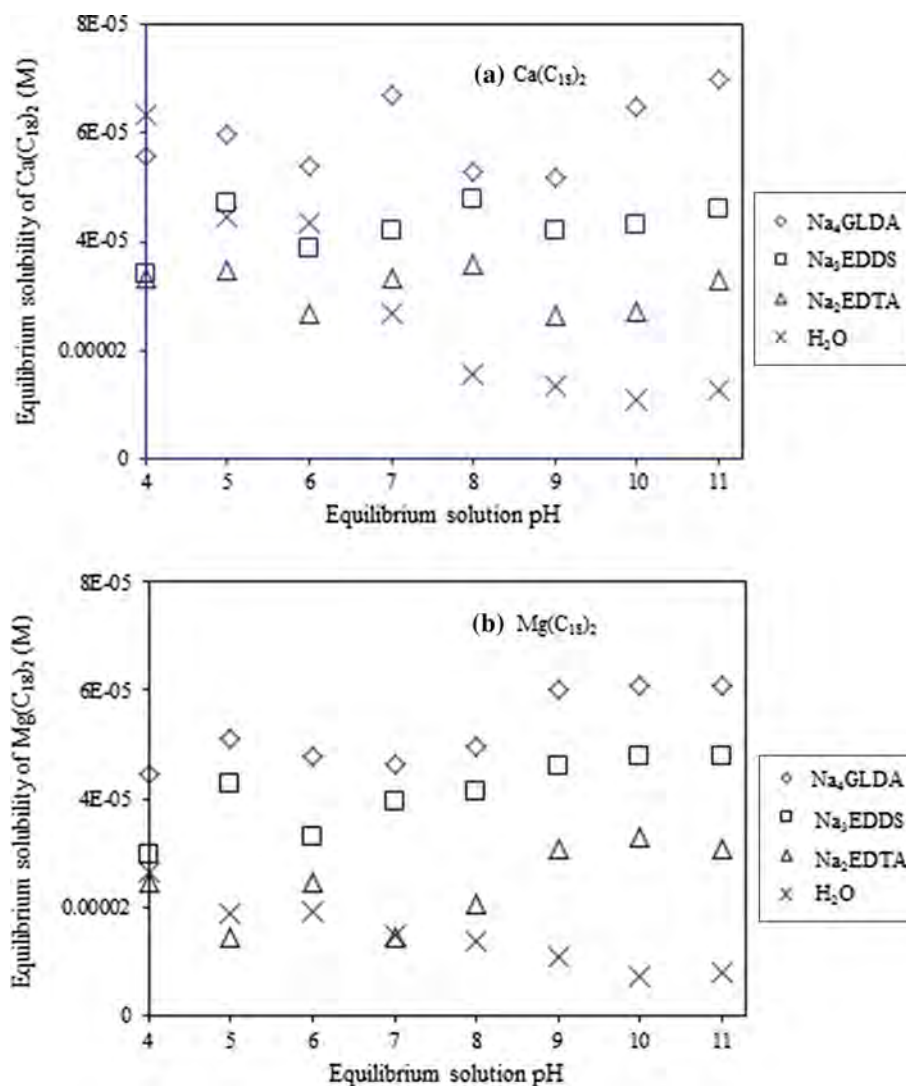 8E-05
6E-05
4E-05
0.00002
0
Equilibrium solubility of Ca(C₁₈)₂ (M)
(a) Ca(C₁₈)₂
4 5 6 7 8 9 10 11
Equilibrium solution pH
Na₄GLDA
Na₃EDDS
Na₂EDTA
H₂O
8E-05
6E-05
4E-05
0.00002
0
Equilibrium solubility of Mg(C₁₈)₂ (M)
(b) Mg(C₁₈)₂
4 5 6 7 8 9 10 11
Equilibrium solution pH
Na₄GLDA
Na₃EDDS
Na₂EDTA
H₂O